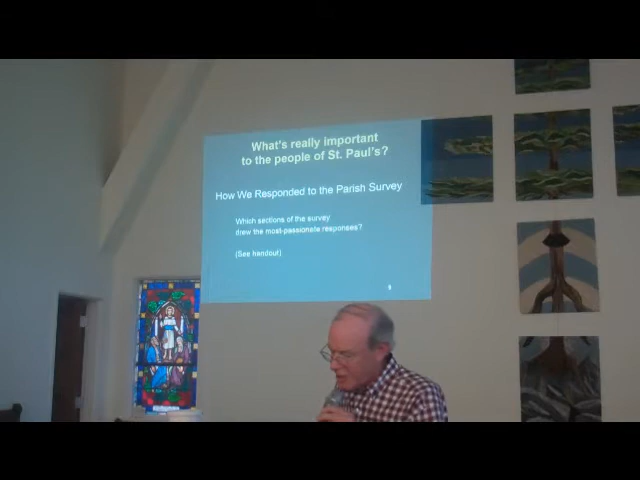 What's really important
to the people of St. Paul's?
How We Responded to the Parish Survey
Which sections of the survey
drew the most-passionate responses?
(See handout)